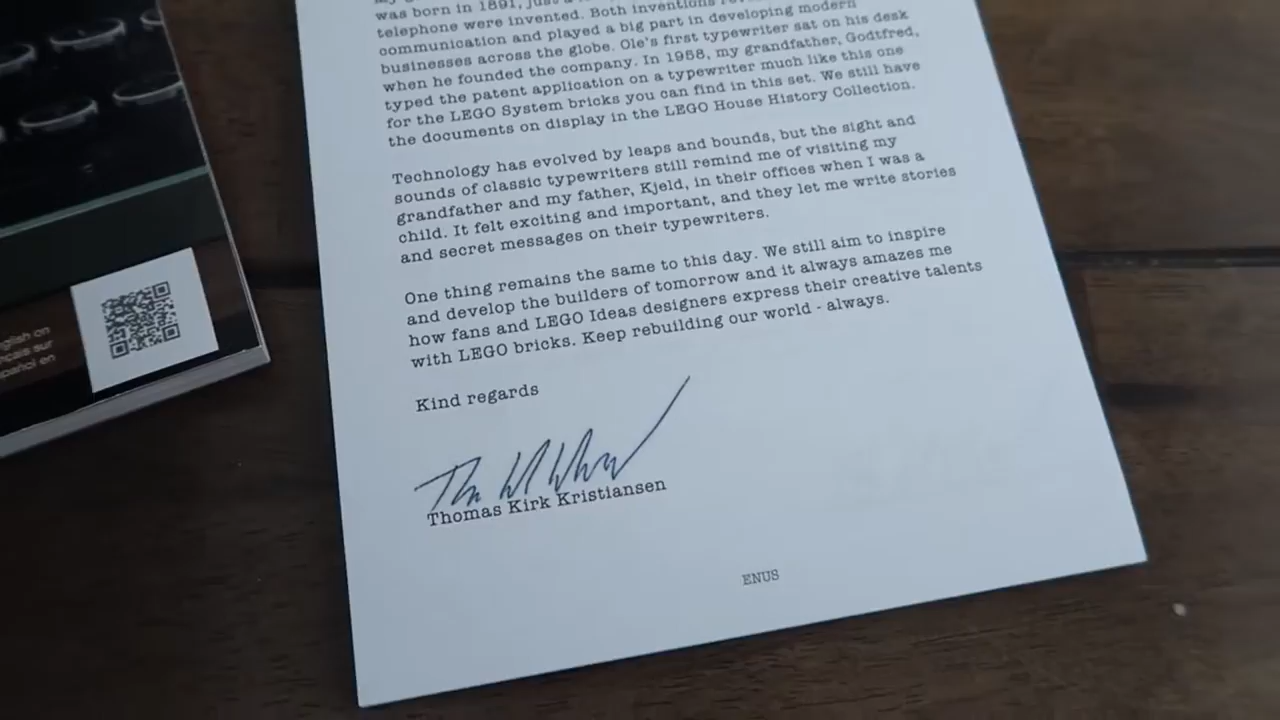 was born in 1891, just a
telephone were invented. Both inventions
communication and played a big part in developing modern
businesses across the globe. Ole's first typewriter sat on his desk
when he founded the company. In 1958, my grandfather, Godtfred,
typed the patent application on a typewriter much like this one
for the LEGO System bricks you can find in this set. We still have
the documents on display in the LEGO House History Collection.
Technology has evolved by leaps and bounds, but the sight and
sounds of classic typewriters still remind me of visiting my
grandfather and my father, Kjeld, in their offices when I was a
child. It felt exciting and important, and they let me write stories
and secret messages on their typewriters.
One thing remains the same to this day. We still aim to inspire
and develop the builders of tomorrow and it always amazes me
how fans and LEGO Ideas designers express their creative talents
with LEGO bricks. Keep rebuilding our world - always.
Kind regards
Thomas Kirk Kristiansen
ENUS
glish on
nçais sur
pañol en